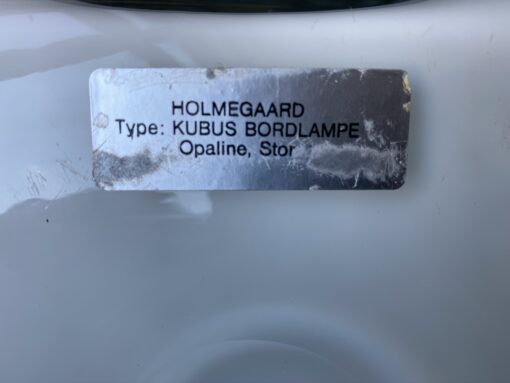 HOLMEGAARD
Type: KUBUS BORDLAMPE
Opaline, Stor